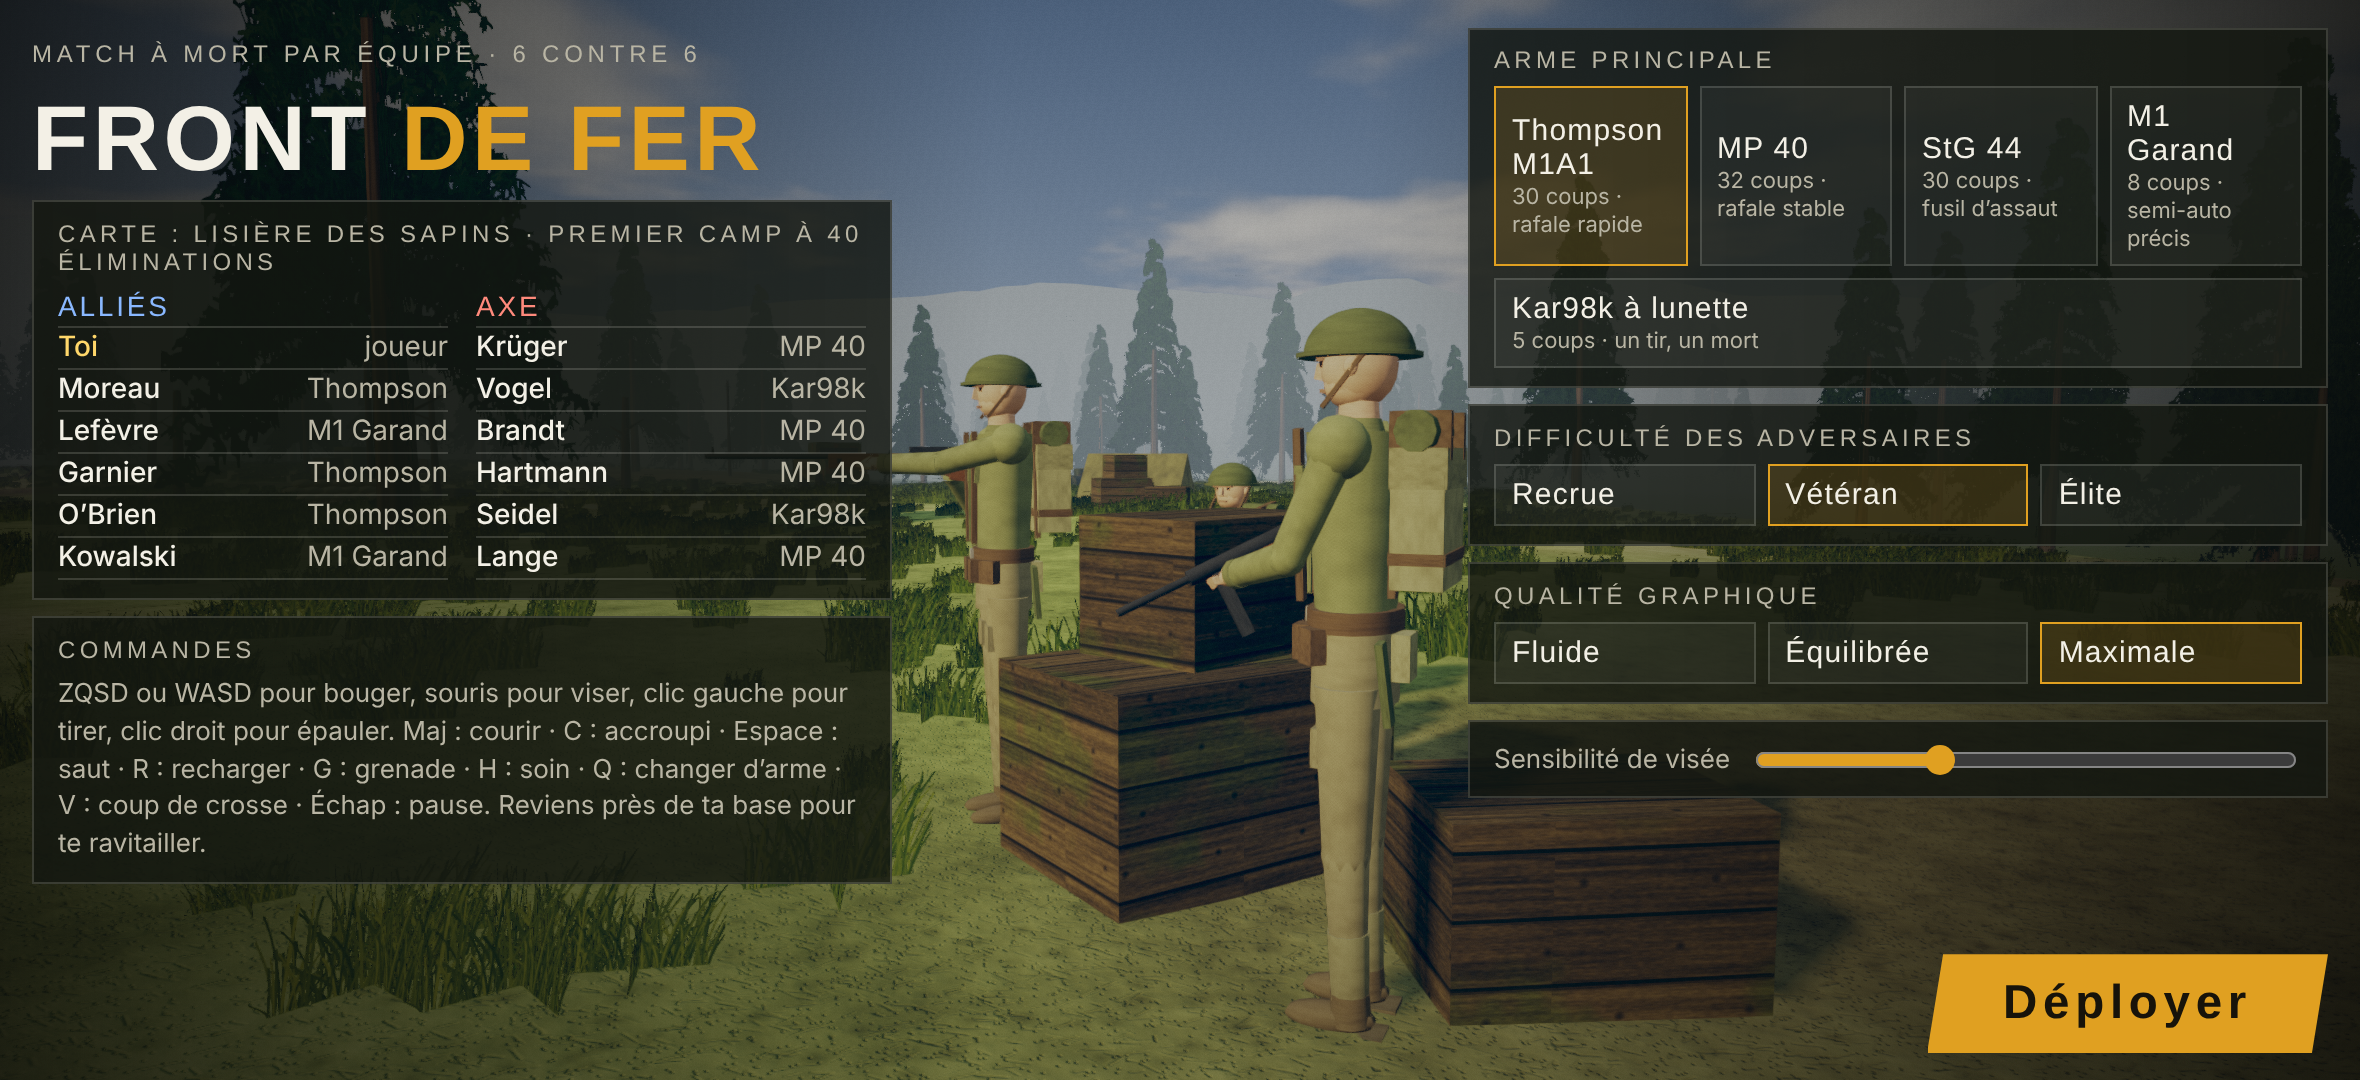 MATCH À MORT PAR ÉQUIPE · 6 CONTRE 6
FRONT DE FER
CARTE : LISIÈRE DES SAPINS · PREMIER CAMP À 40
ÉLIMINATIONS
ALLIÉS
Toi joueur
Moreau Thompson
Lefèvre M1 Garand
Garnier Thompson
O’Brien Thompson
Kowalski M1 Garand
AXE
Krüger MP 40
Vogel Kar98k
Brandt MP 40
Hartmann MP 40
Seidel Kar98k
Lange MP 40
COMMANDES
ZQSD ou WASD pour bouger, souris pour viser, clic gauche pour
tirer, clic droit pour épauler. Maj : courir · C : accroupi · Espace :
saut · R : recharger · G : grenade · H : soin · Q : changer d’arme ·
V : coup de crosse · Échap : pause. Reviens près de ta base pour
te ravitailler.
ARME PRINCIPALE
Thompson
M1A1
30 coups ·
rafale rapide
MP 40
32 coups ·
rafale stable
StG 44
30 coups ·
fusil d’assaut
M1
Garand
8 coups ·
semi-auto
précis
Kar98k à lunette
5 coups · un tir, un mort
DIFFICULTÉ DES ADVERSAIRES
Recrue
Vétéran
Élite
QUALITÉ GRAPHIQUE
Fluide
Équilibrée
Maximale
Sensibilité de visée
Déployer